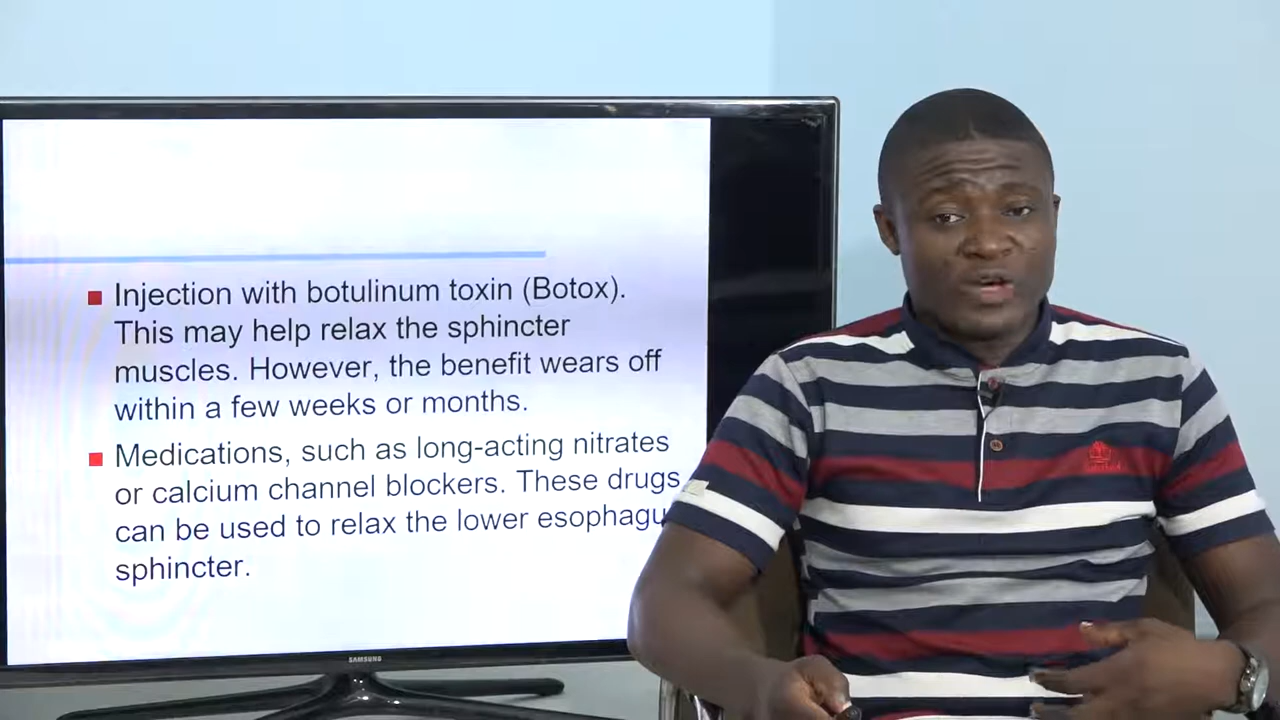 Injection with botulinum toxin (Botox).
This may help relax the sphincter
muscles. However, the benefit wears off
within a few weeks or months.
Medications, such as long-acting nitrates
or calcium channel blockers. These drugs
can be used to relax the lower esophagu
sphincter.
SAMSUNG